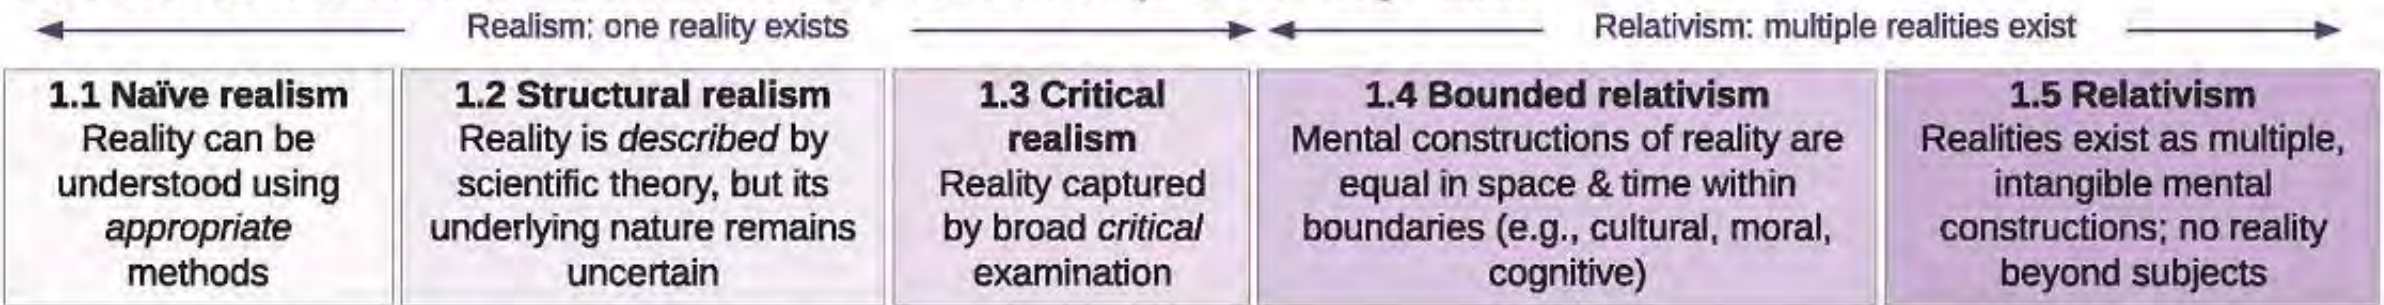 Realism: one reality exists
Relativism: multiple realities exist
1.1 Naïve realism
Reality can be
understood using
appropriate
methods
1.2 Structural realism
Reality is described by
scientific theory, but its
underlying nature remains
uncertain
1.3 Critical
realism
Reality captured
by broad critical
examination
1.4 Bounded relativism
Mental constructions of reality are
equal in space & time within
boundaries (e.g., cultural, moral,
cognitive)
1.5 Relativism
Realities exist as multiple,
intangible mental
constructions; no reality
beyond subjects